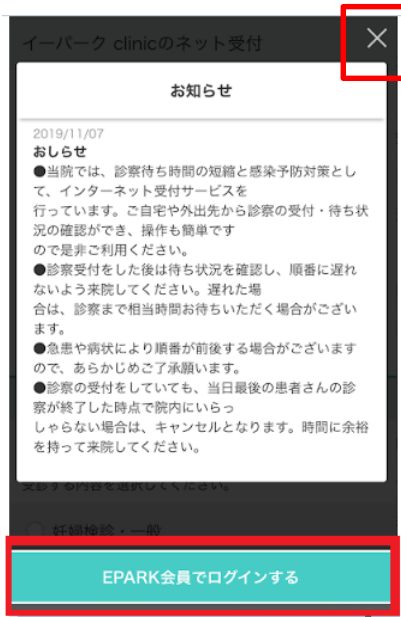 イーパーク clinicのネット受付
お知らせ
2019/11/07
おしらせ
●当院では、診察待ち時間の短縮と感染予防対策とし
て、インターネット受付サービスを
行っています。ご自宅や外出先から診察の受付・待ち状
況の確認ができ、操作も簡単です
ので是非ご利用ください。
●診察受付をした後は待ち状況を確認し、順番に遅れ
ないよう来院してください。遅れた場
合は、診察まで相当時間お待ちいただく場合がござい
ます。
●急患や病状により順番が前後する場合がございます
ので、あらかじめご了承願います。
●診察の受付をしていても、当日最後の患者さんの診
察が終了した時点で院内にいらっ
しゃらない場合は、キャンセルとなります。時間に余裕
を持って来院してください。
受診する内容を選択してください。
妊婦検診・一般
EPARK会員でログインする